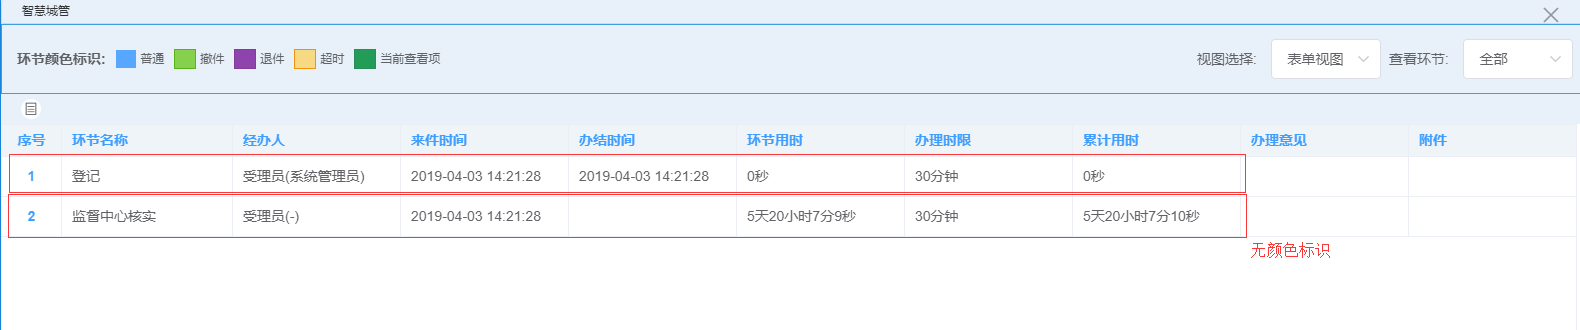 智慧城管
环节颜色标识: 普通 撤件 退件 超时 当前查看项 视图选择: 表单视图 查看环节: 全部
序号 环节名称 经办人 来件时间 办结时间 环节用时 办理时限 累计用时 办理意见 附件
1 登记 受理员(系统管理员) 2019-04-03 14:21:28 2019-04-03 14:21:28 0秒 30分钟 0秒
2 监督中心核实 受理员(-) 2019-04-03 14:21:28 5天20小时7分9秒 30分钟 5天20小时7分10秒
无颜色标识